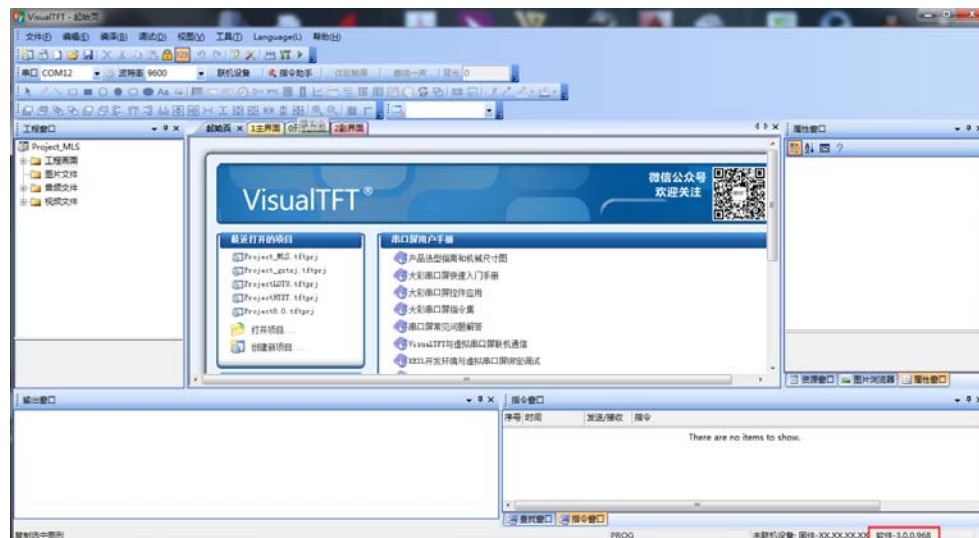 VisualTFT - 起始页
文件(F) 编辑(E) 编译(B) 调试(D) 视图(V) 工具(T) Language(L) 帮助(H)
串口 COM12 波特率 9600 联机设备 指令助手
工程窗口
起始页 1主界面 2副界面
属性窗口
Project_MLS
工程画面
图片文件
音频文件
视频文件
VisualTFT®
微信公众号
欢迎关注
最近打开的项目
串口屏用户手册
Project_MLS.tftprj
产品选型指南和机械尺寸图
大彩串口屏快速入门手册
大彩串口屏控件应用
大彩串口屏指令集
打开项目...
串口屏常见问题解答
创建新项目...
VisualTFT与虚拟串口屏联机通信
KEIL开发环境与虚拟串口屏绑定调试
资源窗口 图片浏览器 属性窗口
输出窗口
指令窗口
序号 时间 发送/接收 指令
There are no items to show.
查找窗口 指令窗口
复制选中图形 PROG 未联机设备 固件-XX.XX.XX.XX 软件-3.0.0.968